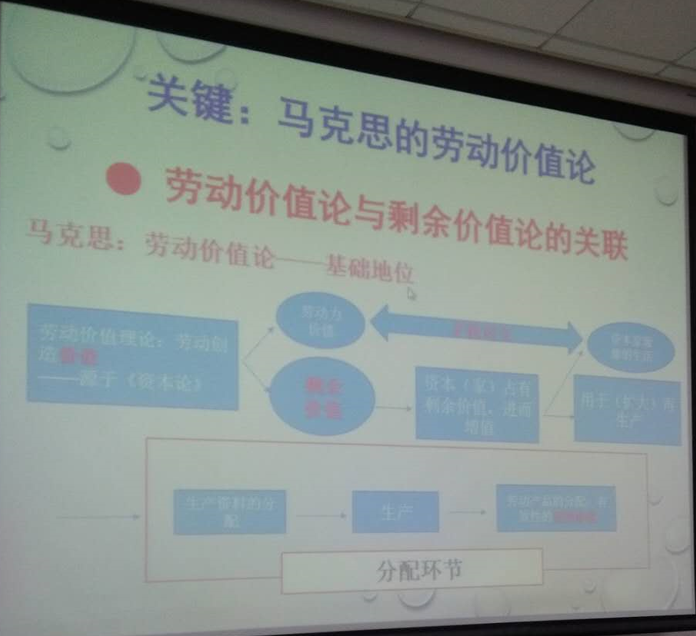 关键：马克思的劳动价值论
劳动价值论与剩余价值论的关联
马克思：劳动价值论——基础地位
劳动价值理论：劳动创
造价值
——源于《资本论》
劳动力
价值
剩余
价值
资本（家）占有
剩余价值，进而
增值
用于（扩大）再
生产
生产资料的分
配
生产
劳动产品的分配：有
分配环节